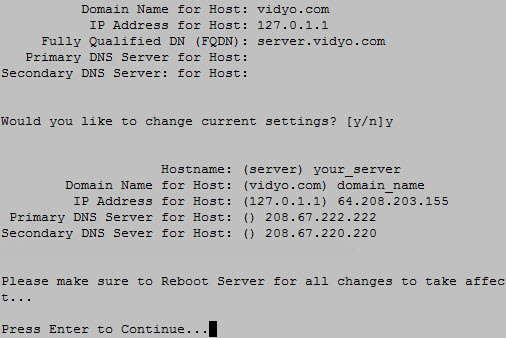 Domain Name for Host: vidyo.com
IP Address for Host: 127.0.1.1
Fully Qualified DN (FQDN): server.vidyo.com
Primary DNS Server for Host:
Secondary DNS Server: for Host:
Would you like to change current settings? [y/n]y
Hostname: (server) your_server
Domain Name for Host: (vidyo.com) domain_name
IP Address for Host: (127.0.1.1) 64.208.203.155
Primary DNS Server for Host: () 208.67.222.222
Secondary DNS Sever for Host: () 208.67.220.220
Please make sure to Reboot Server for all changes to take affec
t...
Press Enter to Continue...